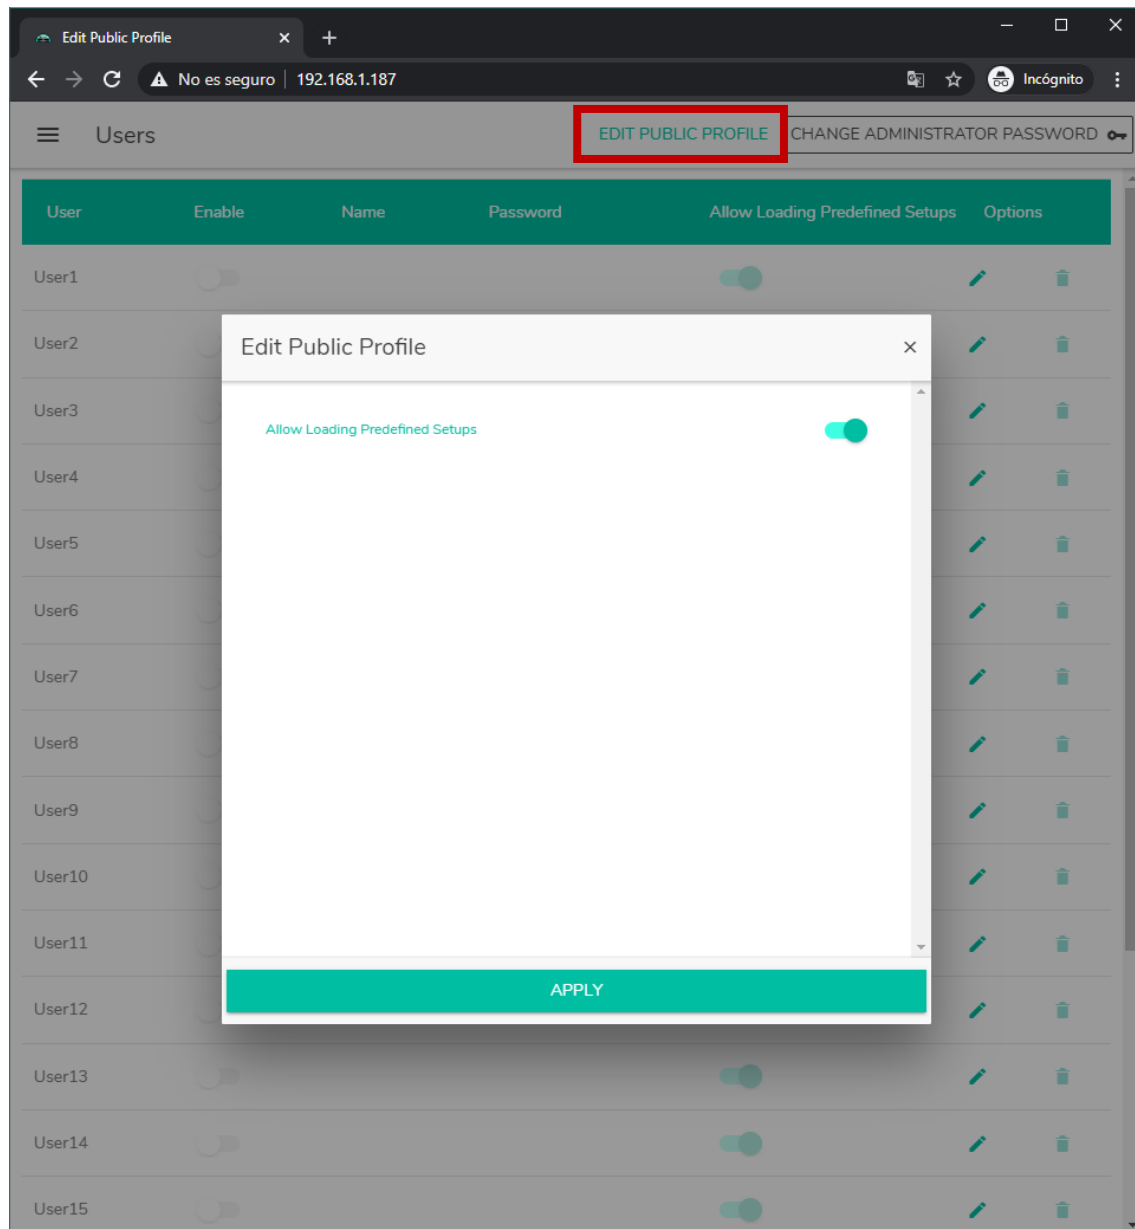 Edit Public Profile
No es seguro | 192.168.1.187
Incógnito
Users
EDIT PUBLIC PROFILE
CHANGE ADMINISTRATOR PASSWORD
User Enable Name Password Allow Loading Predefined Setups Options
User1
User2
Edit Public Profile
User3
Allow Loading Predefined Setups
User4
User5
User6
User7
User8
User9
User10
User11
APPLY
User12
User13
User14
User15